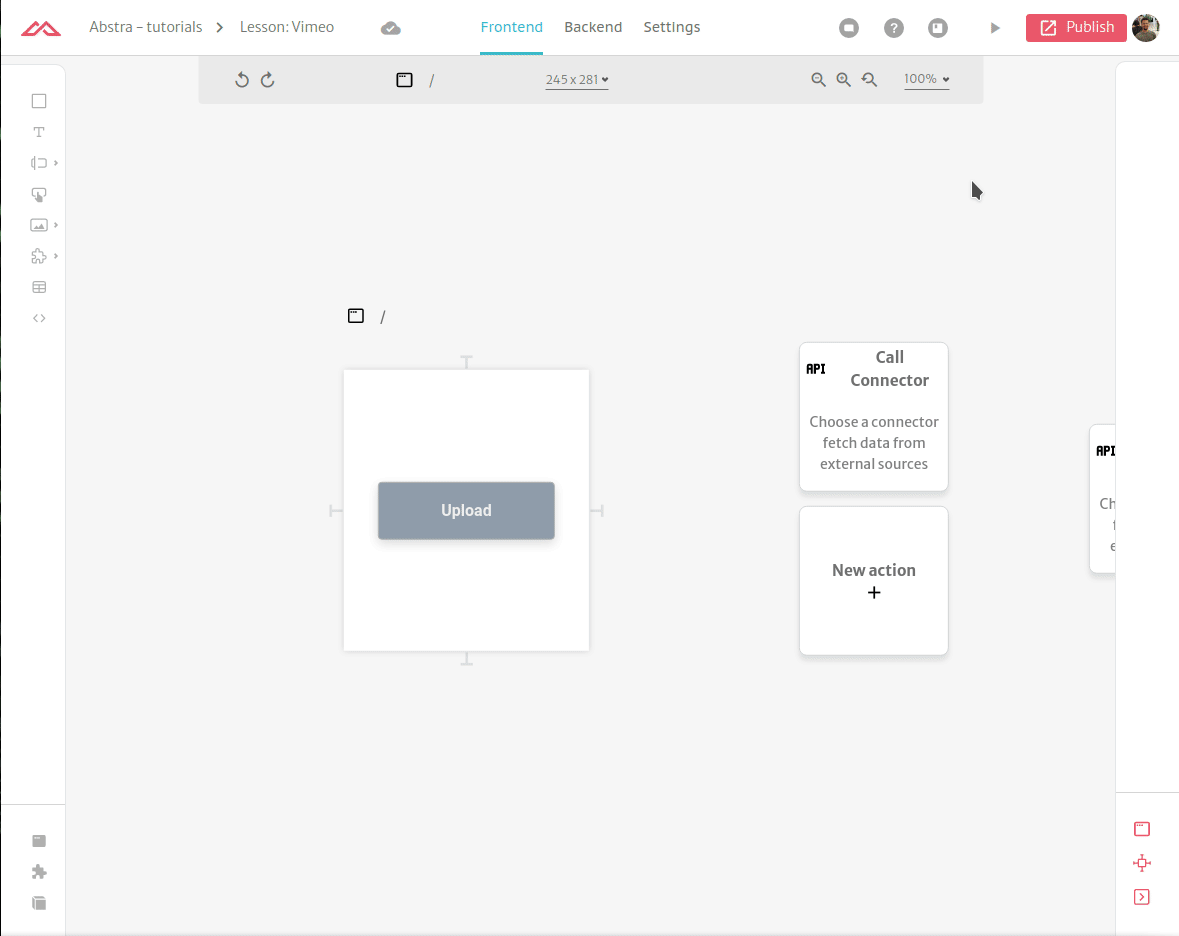 Abstra – tutorials > Lesson: Vimeo
Frontend Backend Settings
Publish
/
245 x 281
100%
T
/
API
Call
Connector
Choose a connector
fetch data from
external sources
Upload
New action
+
API
Ch